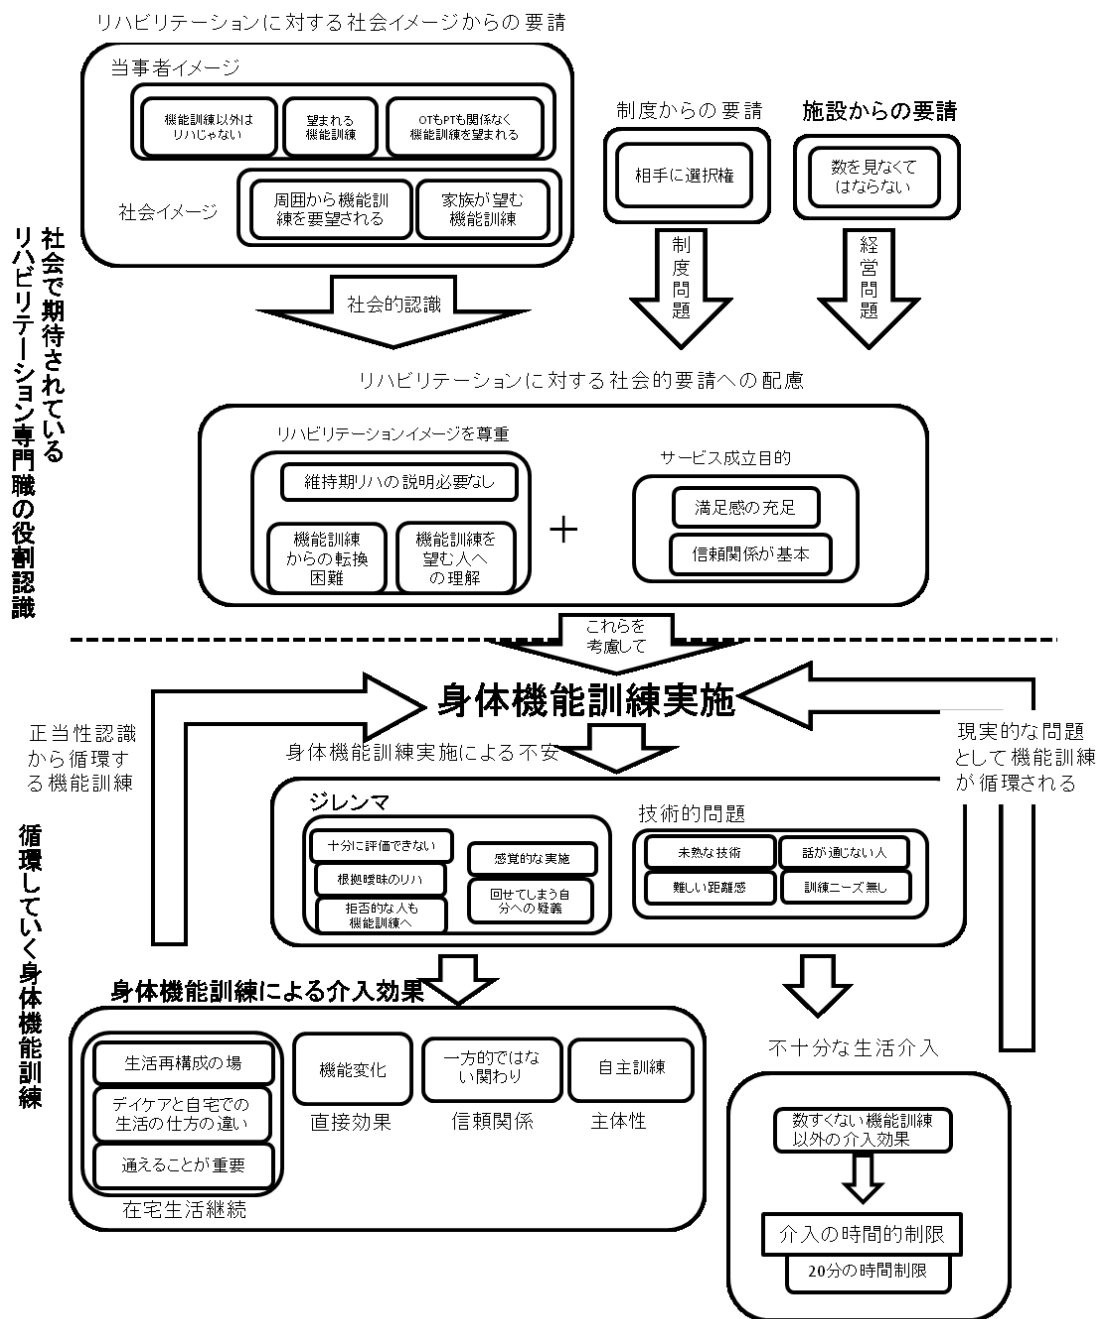 リハビリテーションに対する社会イメージからの要請
当事者イメージ
機能訓練以外は
リハじゃない
望まれる
機能訓練
OTもPTも関係なく
機能訓練を望まれる
社会イメージ
周囲から機能訓
練を要望される
家族が望む
機能訓練
制度からの要請
相手に選択権
施設からの要請
数を見なくて
はならない
社会的認識
制度問題
経営問題
社会で期待されている
リハビリテーション専門職の役割認識
リハビリテーションに対する社会的要請への配慮
リハビリテーションイメージを尊重
維持期リハの説明必要なし
機能訓練
からの転換
困難
機能訓練を
望む人へ
の理解
+
サービス成立目的
満足感の充足
信頼関係が基本
これらを
考慮して
身体機能訓練実施
正当性認識
から循環す
る機能訓練
現実的な問題
として機能訓練
が循環される
身体機能訓練実施による不安
ジレンマ
十分に評価できない
根拠曖昧のリハ
拒否的な人も
機能訓練へ
感覚的な実施
回せてしまう自
分への疑義
技術的問題
未熟な技術
話が通じない人
難しい距離感
訓練ニーズ無し
循環していく身体機能訓練
身体機能訓練による介入効果
生活再構成の場
デイケアと自宅での
生活の仕方の違い
通えることが重要
在宅生活継続
機能変化
直接効果
一方的ではな
い関わり
信頼関係
自主訓練
主体性
不十分な生活介入
数すくない機能訓練
以外の介入効果
介入の時間的制限
20分の時間制限